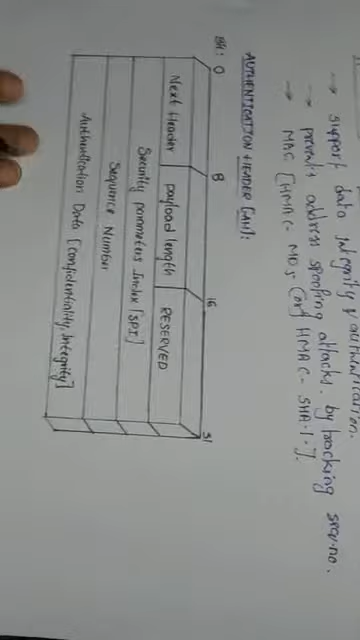 → Support data integrity & authentication.
→ prevents address spoofing attacks. by tracking sequ.no.
→ MAC [HMAC- MD5 (or) HMAC- SHA-1-].
AUTHENTICATION HEADER [AH]:
Bit: 0 8 16 31
Next Header payload length RESERVED
Security parameters Index [SPI]
Sequence Number
Authentication Data [Confidentiality, Integrity]